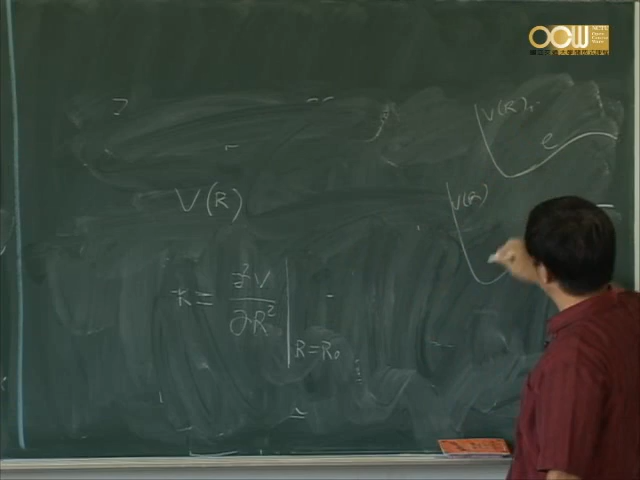 OCW
V(R)
e
V(R)
V(R)
k = ∂²V/∂R² | R=R₀